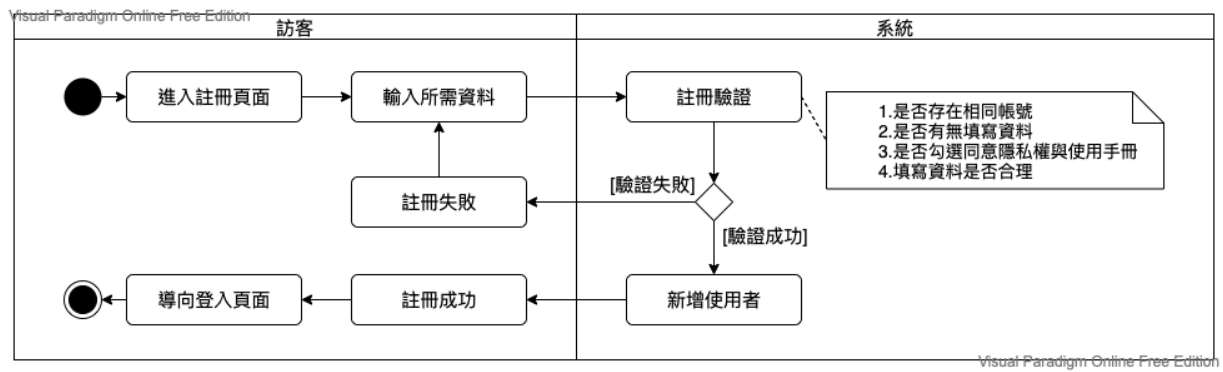 Visual Paradigm Online Free Edition
訪客
系統
進入註冊頁面
輸入所需資料
註冊驗證
1.是否存在相同帳號
2.是否有無填寫資料
3.是否勾選同意隱私權與使用手冊
4.填寫資料是否合理
註冊失敗
[驗證失敗]
[驗證成功]
導向登入頁面
註冊成功
新增使用者
Visual Paradigm Online Free Edition